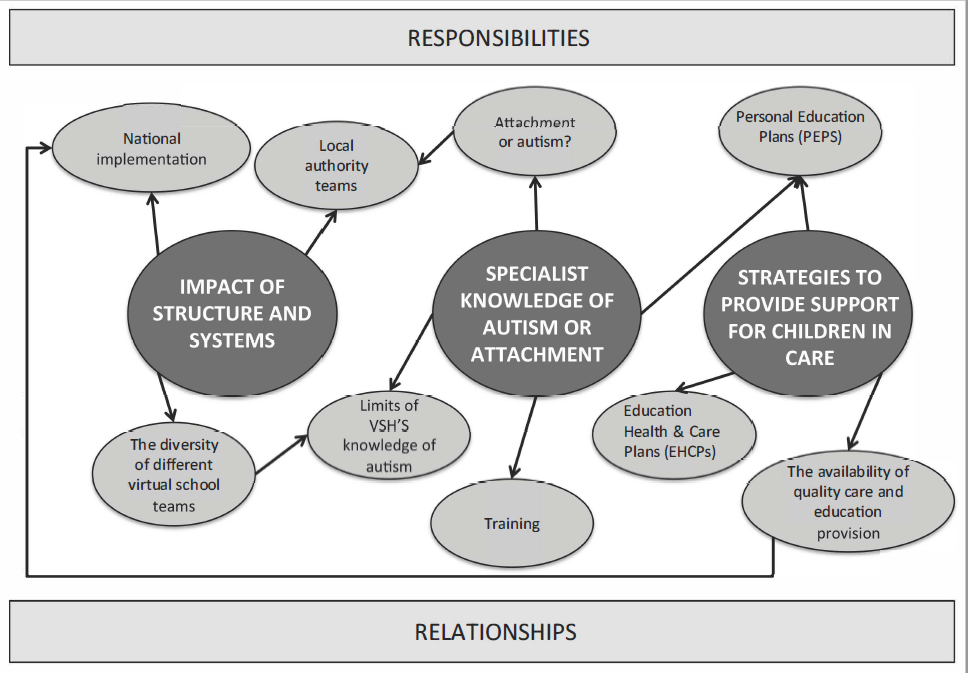 RESPONSIBILITIES
National
implementation
Local
authority
teams
Attachment
or autism?
Personal Education
Plans (PEPS)
IMPACT OF
STRUCTURE AND
SYSTEMS
SPECIALIST
KNOWLEDGE OF
AUTISM OR
ATTACHMENT
STRATEGIES TO
PROVIDE SUPPORT
FOR CHILDREN IN
CARE
The diversity
of different
virtual school
teams
Limits of
VSH'S
knowledge of
autism
Training
Education
Health & Care
Plans (EHCPs)
The availability of
quality care and
education
provision
RELATIONSHIPS